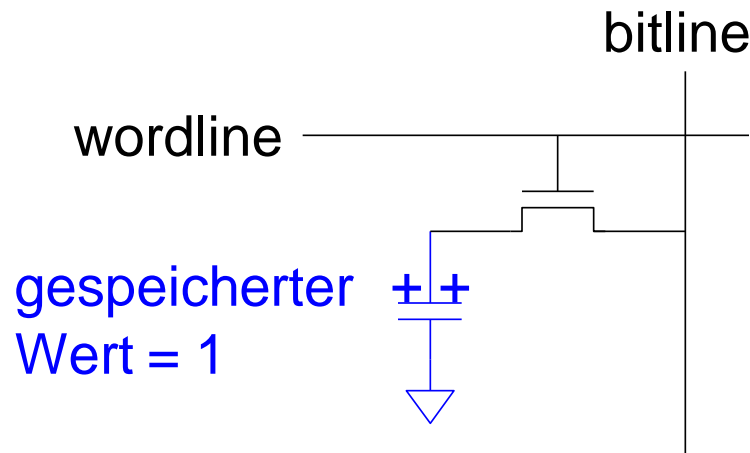 bitline
wordline
gespeicherter + +
Wert = 1